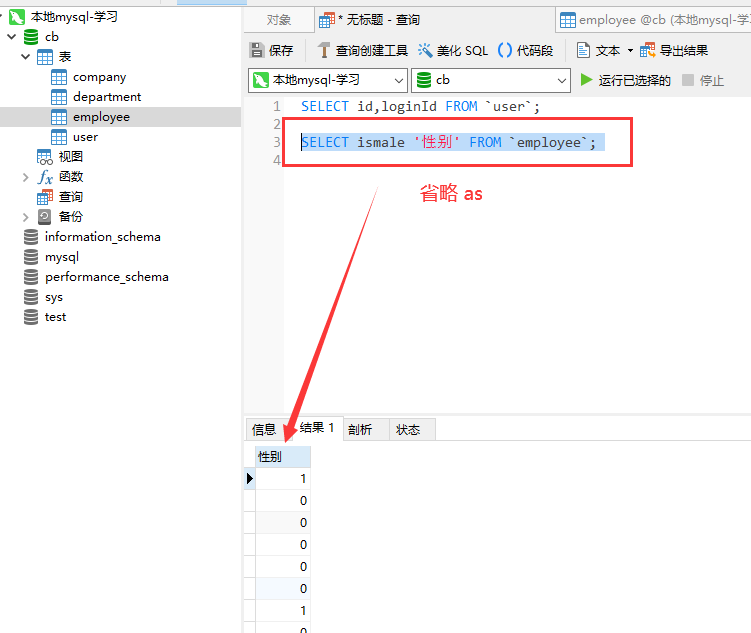 本地mysql-学习
cb
表
company
department
employee
user
视图
函数
查询
备份
information_schema
mysql
performance_schema
sys
test
对象
* 无标题 - 查询
employee @cb (本地mysql-学
保存
查询创建工具
美化 SQL
() 代码段
文本
导出结果
本地mysql-学习
cb
运行已选择的
停止
1 SELECT id,loginId FROM `user`;
2
3 SELECT ismale '性别' FROM `employee`;
4
省略 as
信息
结果 1
剖析
状态
性别
1
0
0
0
0
0
1
0